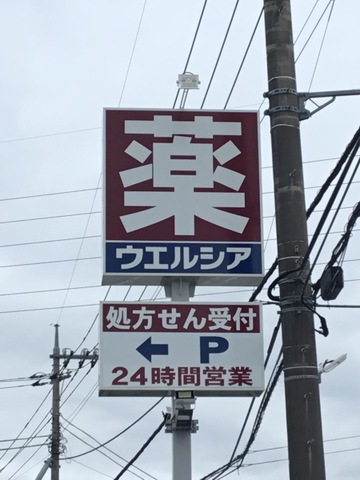 薬
ウエルシア
処方せん受付
← P
24時間営業